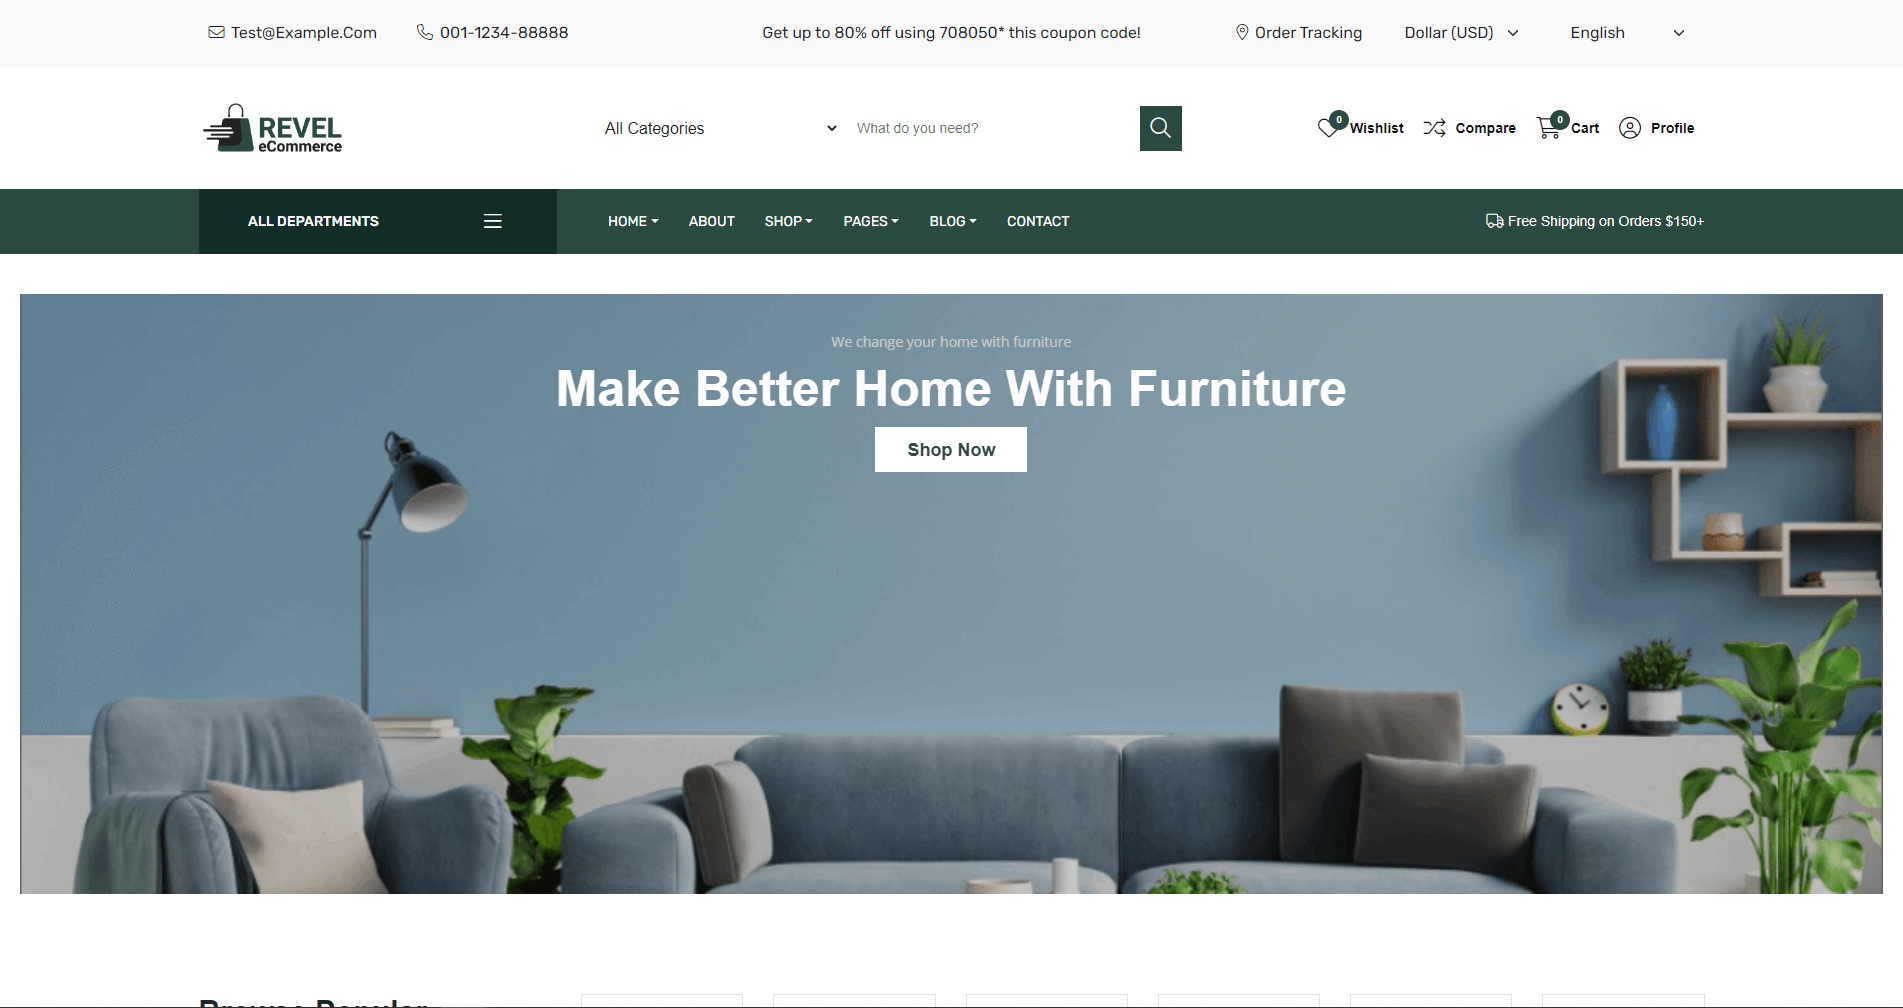 Test@Example.Com
001-1234-88888
Get up to 80% off using 708050* this coupon code!
Order Tracking
Dollar (USD)
English
REVEL
eCommerce
All Categories
What do you need?
0
Wishlist
Compare
0
Cart
Profile
ALL DEPARTMENTS
HOME
ABOUT
SHOP
PAGES
BLOG
CONTACT
Free Shipping on Orders $150+
We change your home with furniture
Make Better Home With Furniture
Shop Now
Browse Popular